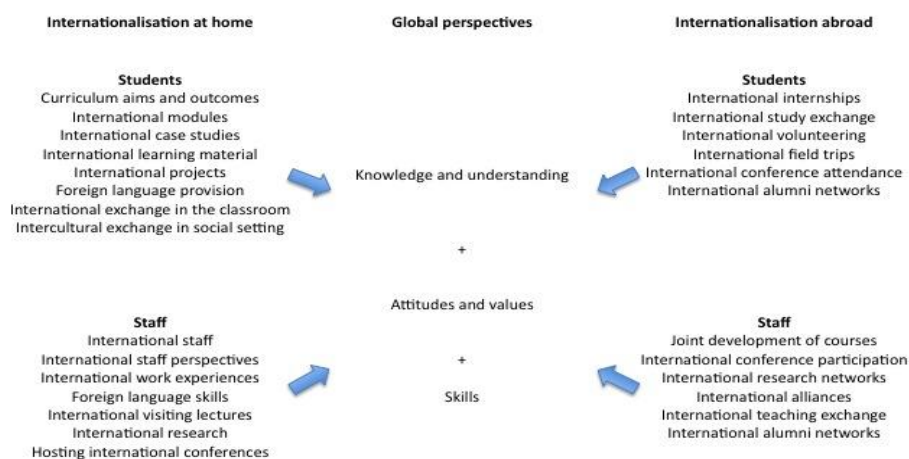 Internationalisation at home
Global perspectives
Internationalisation abroad
Students
Curriculum aims and outcomes
International modules
International case studies
International learning material
International projects
Foreign language provision
International exchange in the classroom
Intercultural exchange in social setting
Staff
International staff
International staff perspectives
International work experiences
Foreign language skills
International visiting lectures
International research
Hosting international conferences
Knowledge and understanding
+
Attitudes and values
+
Skills
Students
International internships
International study exchange
International volunteering
International field trips
International conference attendance
International alumni networks
Staff
Joint development of courses
International conference participation
International research networks
International alliances
International teaching exchange
International alumni networks